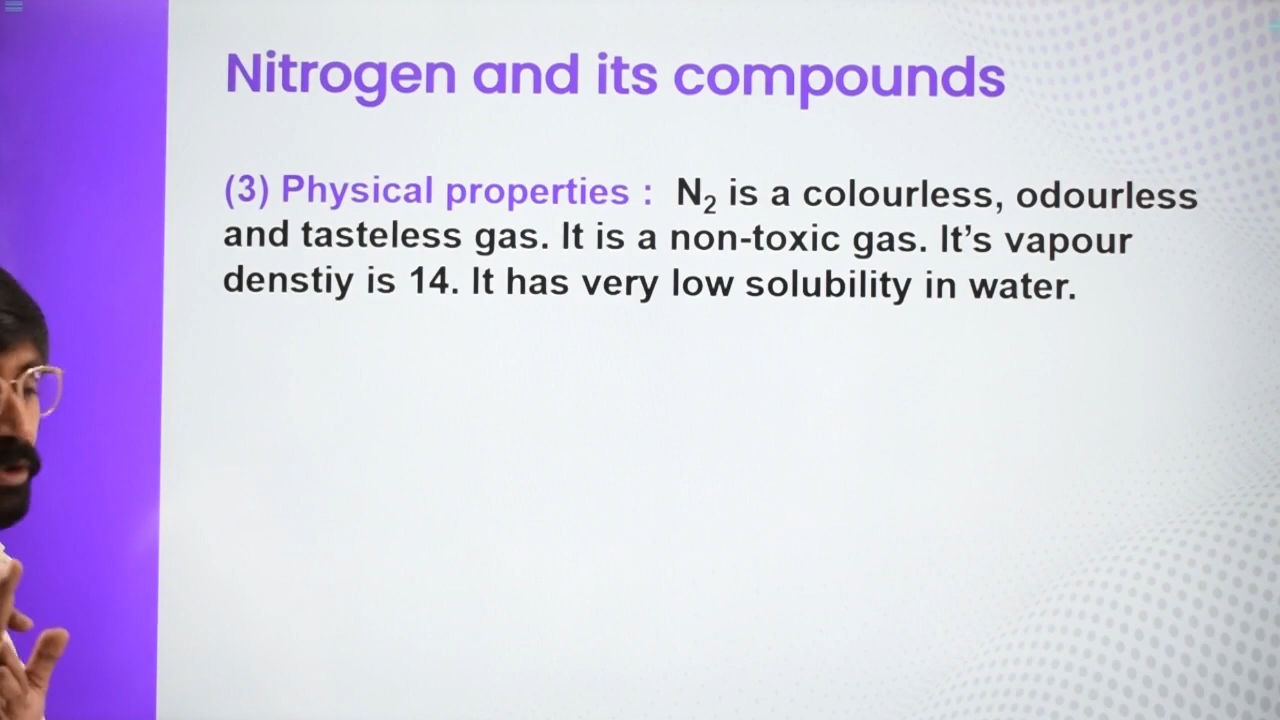 Nitrogen and its compounds
(3) Physical properties : N₂ is a colourless, odourless
and tasteless gas. It is a non-toxic gas. It’s vapour
denstiy is 14. It has very low solubility in water.